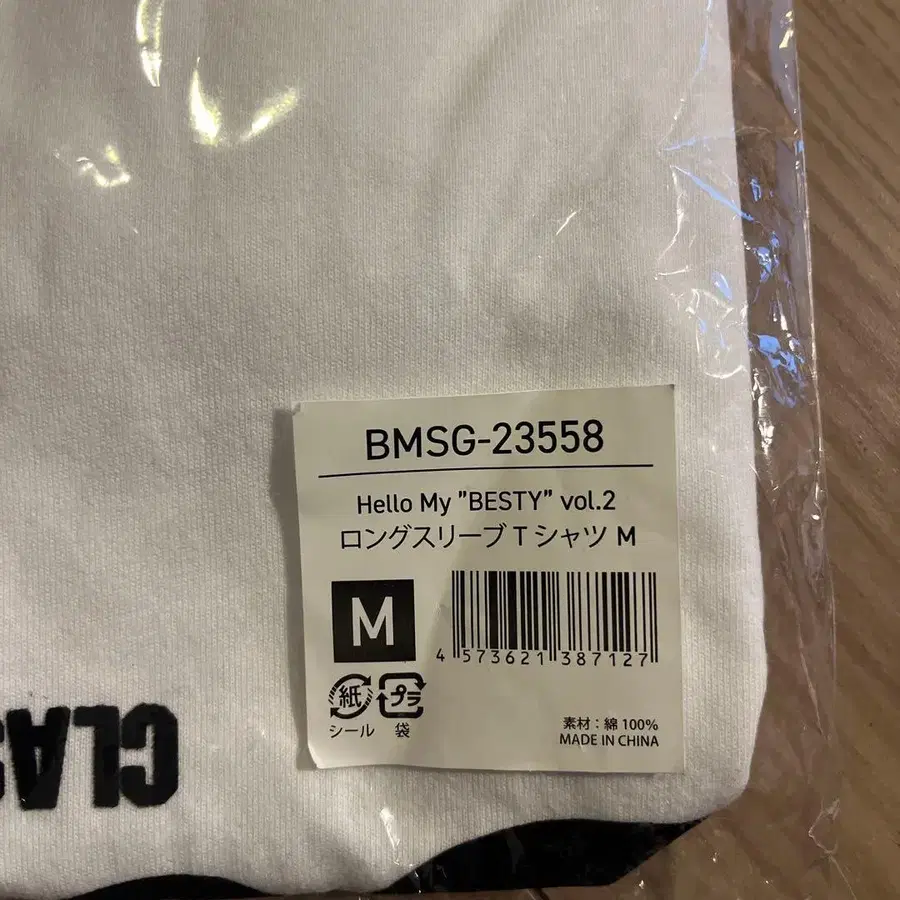 BMSG-23558
Hello My "BESTY" vol.2
ロングスリーブTシャツ M
M
4 573621 387127
紙 プラ
シール 袋
素材：綿 100%
MADE IN CHINA